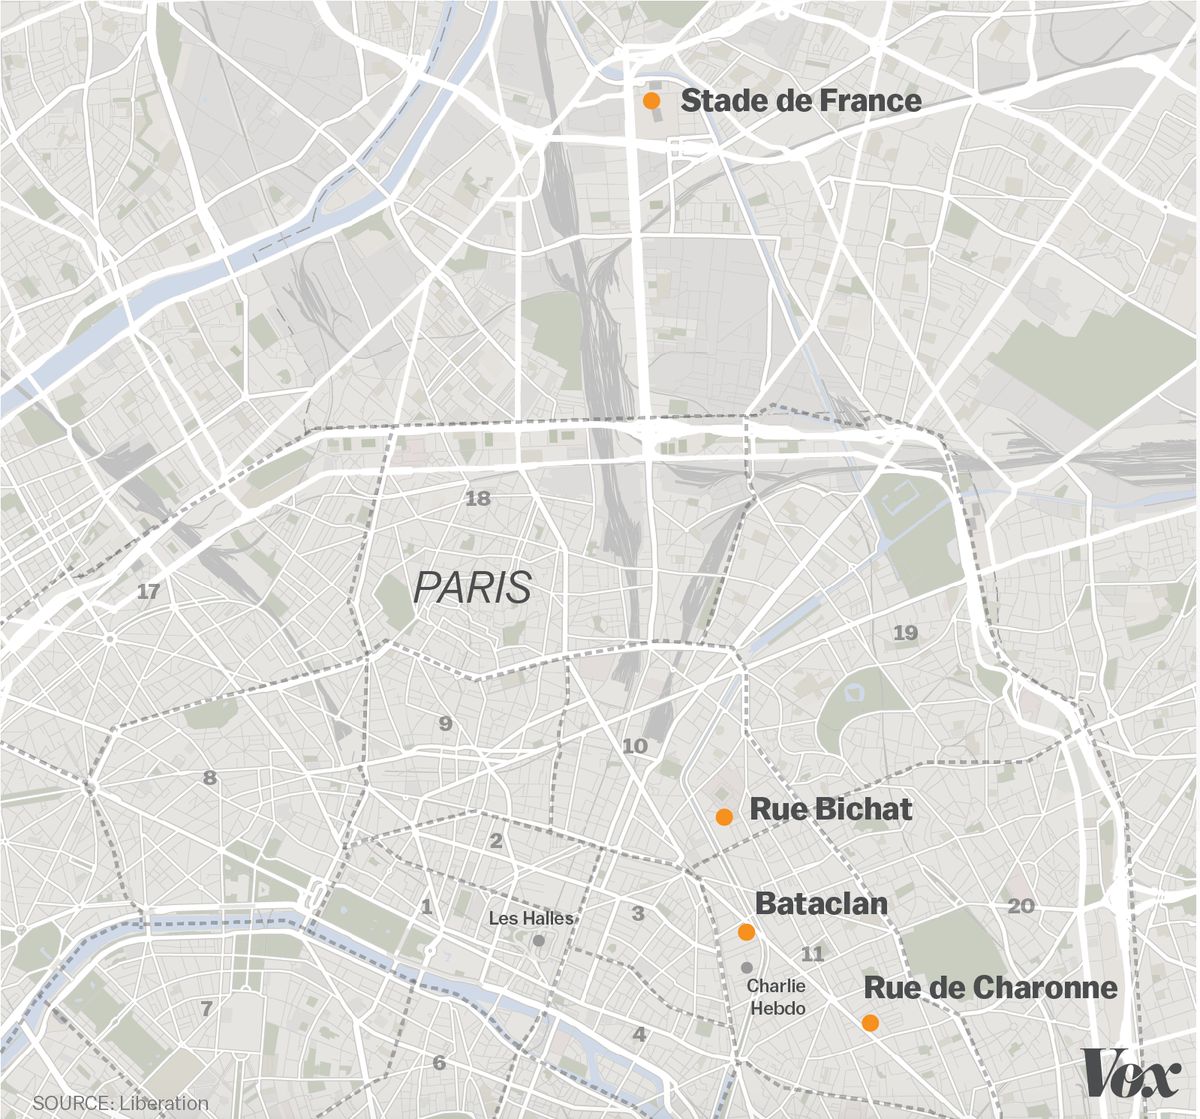 Stade de France
18
PARIS
17
19
9
10
8
Rue Bichat
2
Bataclan
1
Les Halles
3
20
11
Charlie
Hebdo
Rue de Charonne
7
4
6
Vox
SOURCE: Liberation